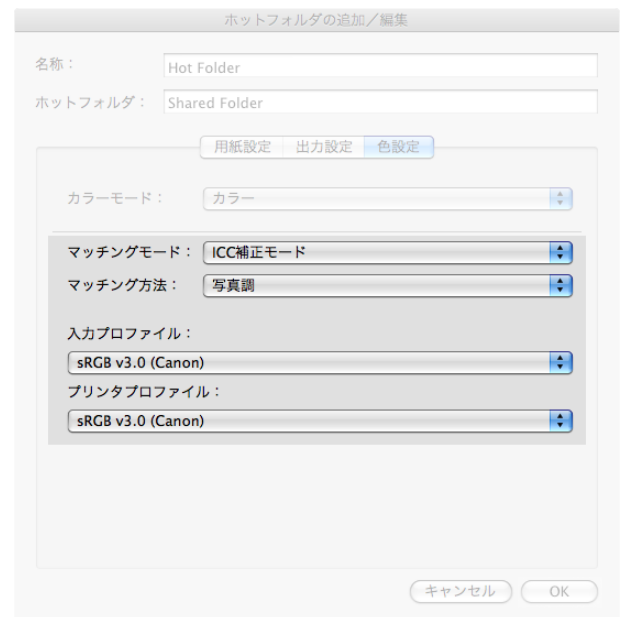 ホットフォルダの追加／編集
名称： Hot Folder
ホットフォルダ： Shared Folder
用紙設定 出力設定 色設定
カラーモード： カラー
マッチングモード： ICC補正モード
マッチング方法： 写真調
入力プロファイル：
sRGB v3.0 (Canon)
プリンタプロファイル：
sRGB v3.0 (Canon)
キャンセル OK